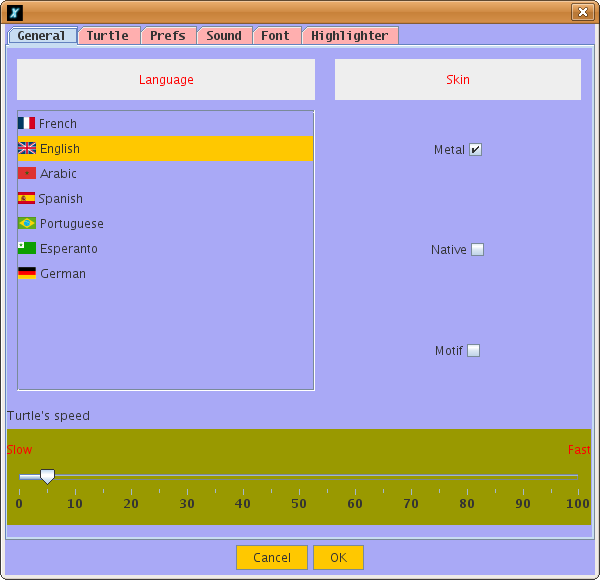 X
General Turtle Prefs Sound Font Highlighter
Language Skin
French
English
Arabic
Spanish
Portuguese
Esperanto
German
Metal
Native
Motif
Turtle's speed
Slow Fast
0 10 20 30 40 50 60 70 80 90 100
Cancel OK